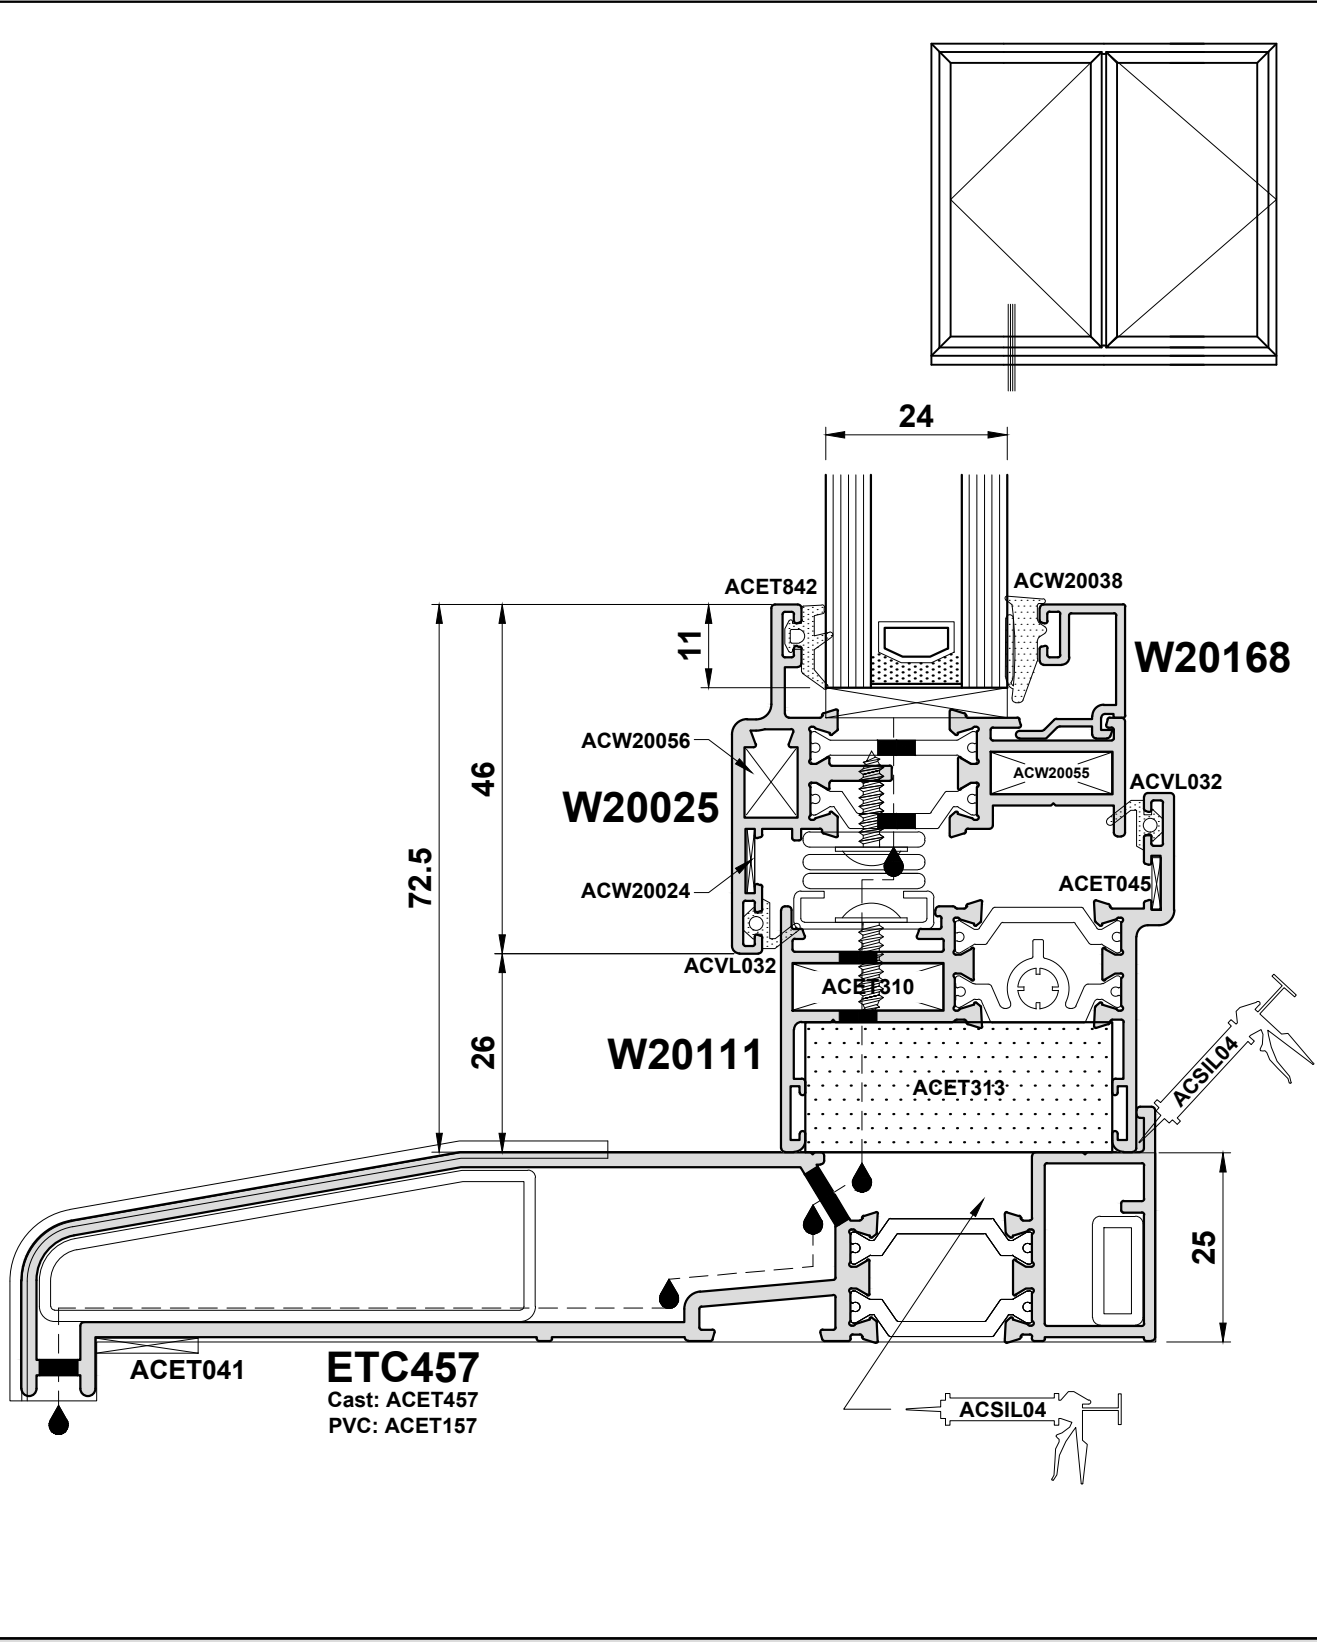 24
ACET842
ACW20038
11
W20168
ACW20056
ACW20055
ACVL032
46
W20025
72.5
ACW20024
ACET045
ACVL032
ACET310
26
W20111
ACET313
ACSIL04
25
ACET041
ETC457
Cast: ACET457
PVC: ACET157
ACSIL04